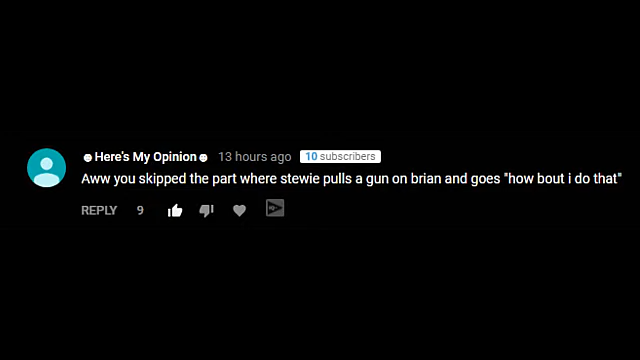 ☻Here's My Opinion☻ 13 hours ago 10 subscribers
Aww you skipped the part where stewie pulls a gun on brian and goes "how bout i do that"
REPLY 9